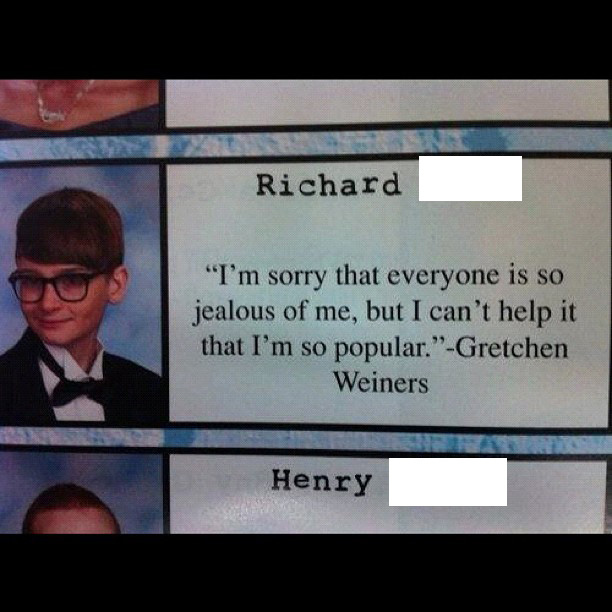 Richard
“I’m sorry that everyone is so
jealous of me, but I can’t help it
that I’m so popular.”-Gretchen
Weiners
Henry